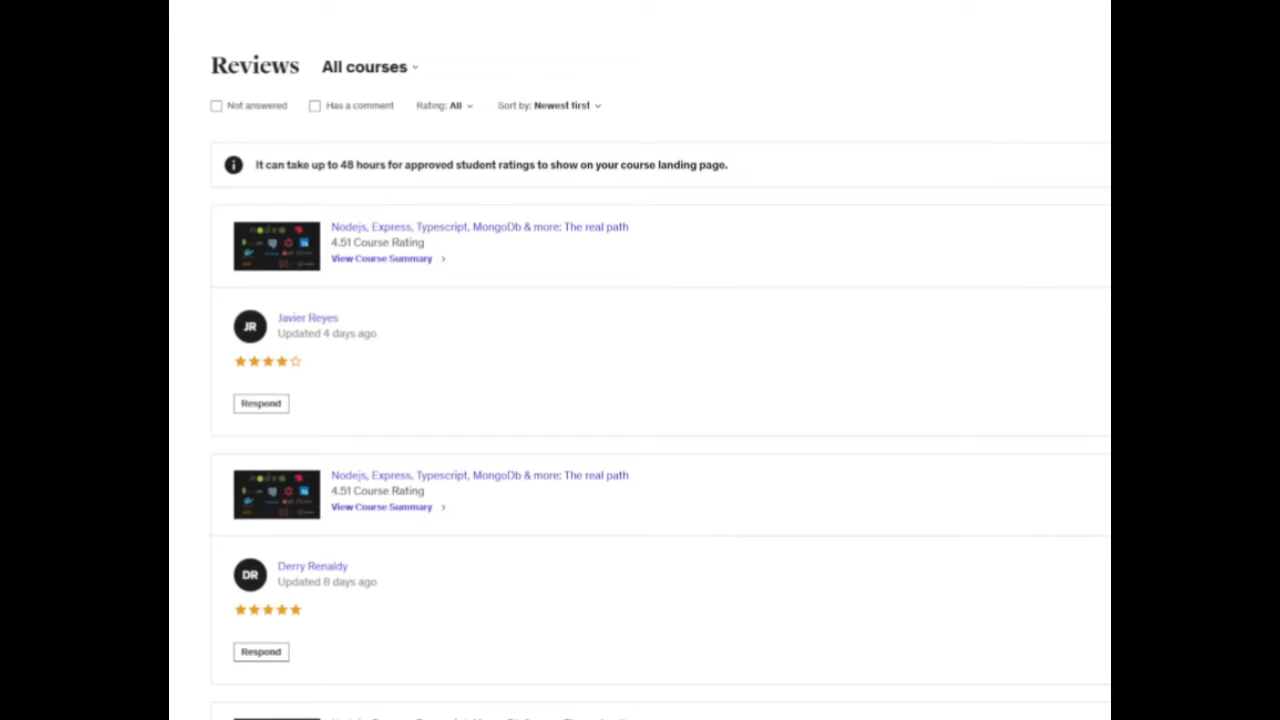 Reviews All courses
Not answered Has a comment Rating: All Sort by: Newest first
It can take up to 48 hours for approved student ratings to show on your course landing page.
Nodejs, Express, Typescript, MongoDb & more: The real path
4.51 Course Rating
View Course Summary
JR
Javier Reyes
Updated 4 days ago
Respond
Nodejs, Express, Typescript, MongoDb & more: The real path
4.51 Course Rating
View Course Summary
DR
Derry Renaldy
Updated 8 days ago
Respond